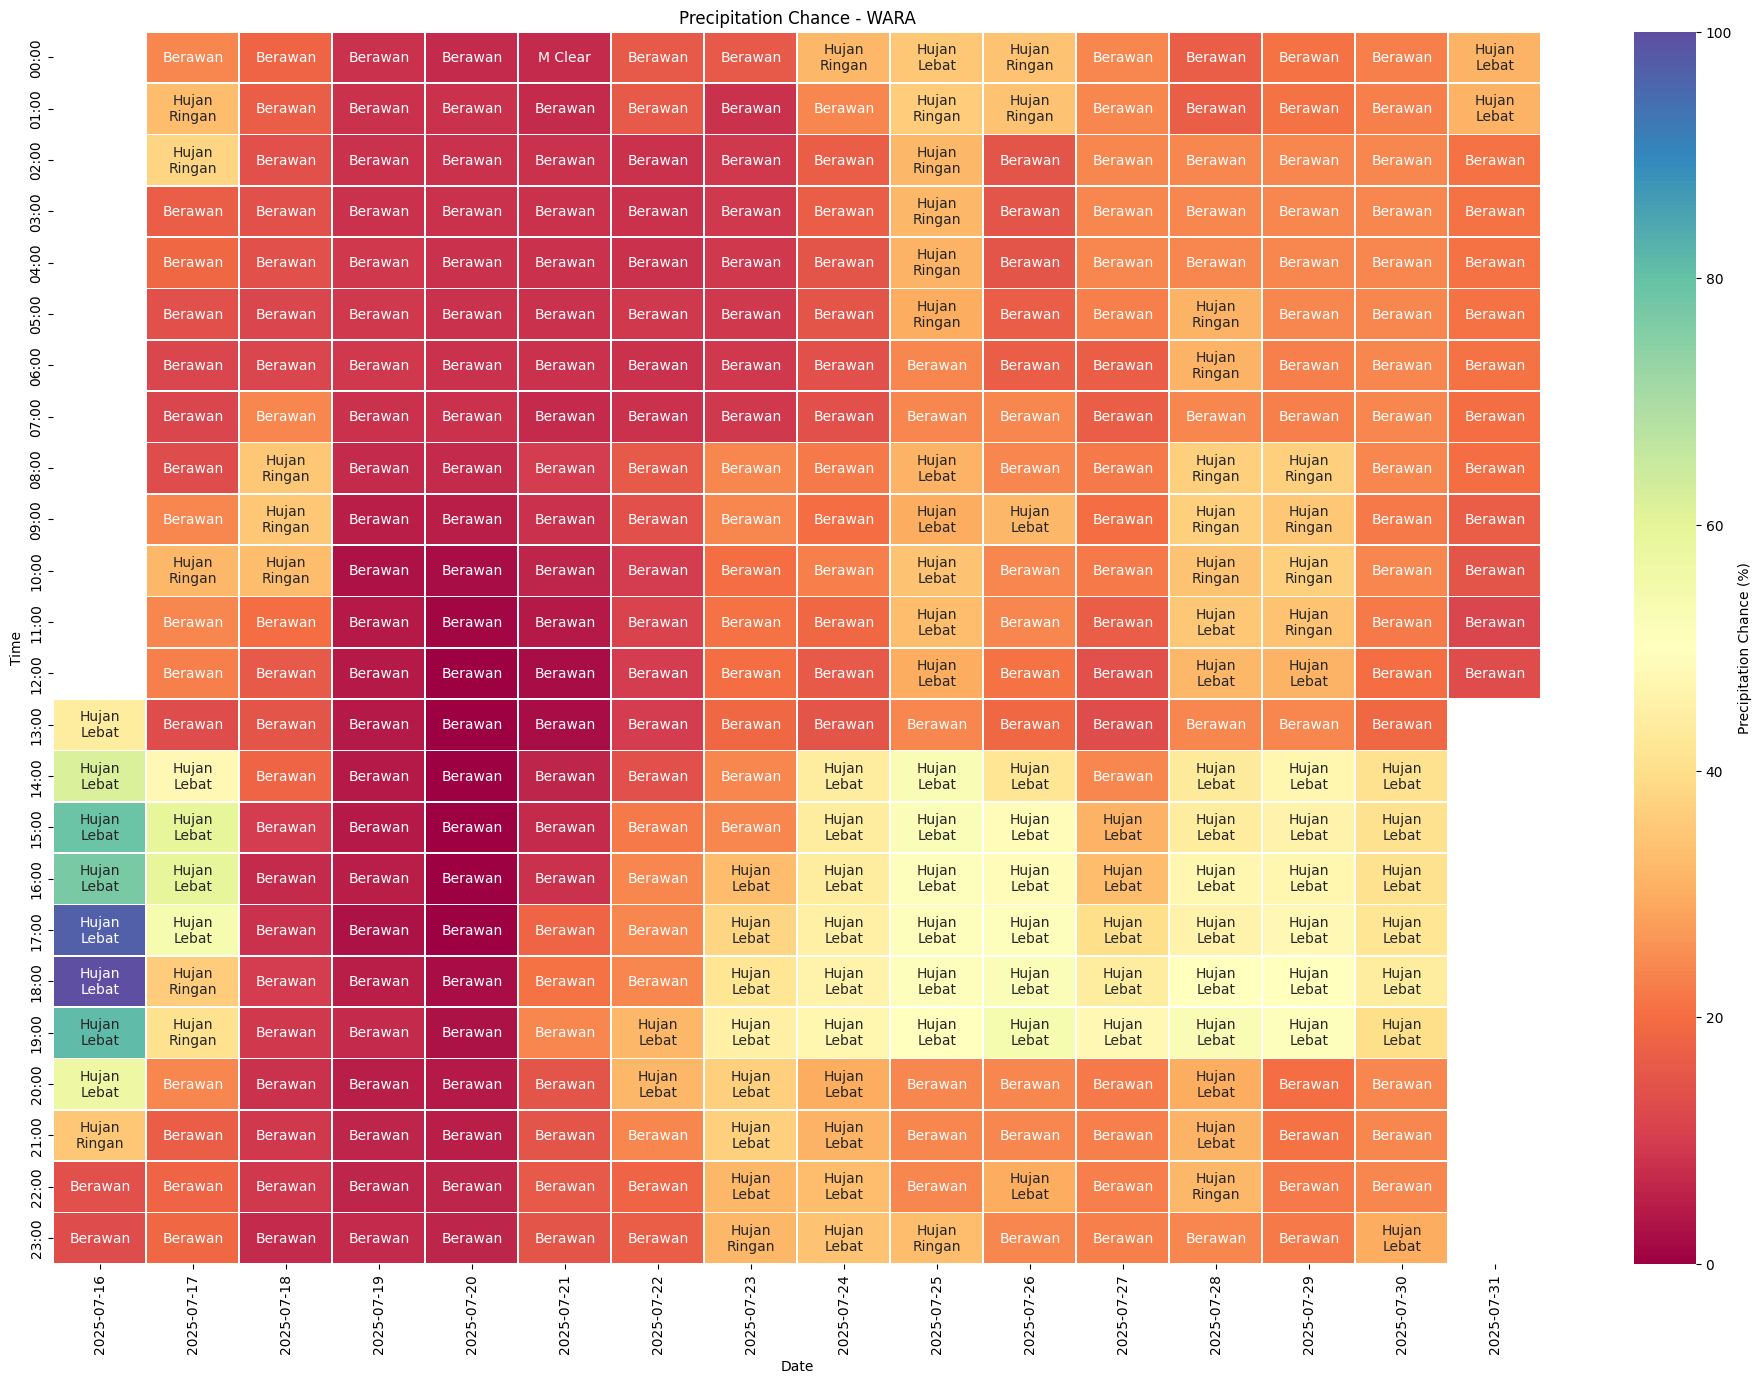 Precipitation Chance - WARA
00:00 Berawan Berawan Berawan Berawan M Clear Berawan Berawan Hujan Ringan Hujan Lebat Hujan Ringan Berawan Berawan Berawan Berawan Hujan Lebat
01:00 Hujan Ringan Berawan Berawan Berawan Berawan Berawan Berawan Berawan Hujan Ringan Hujan Ringan Berawan Berawan Berawan Berawan Hujan Lebat
02:00 Hujan Ringan Berawan Berawan Berawan Berawan Berawan Berawan Berawan Hujan Ringan Berawan Berawan Berawan Berawan Berawan Berawan
03:00 Berawan Berawan Berawan Berawan Berawan Berawan Berawan Berawan Hujan Ringan Berawan Berawan Berawan Berawan Berawan Berawan
04:00 Berawan Berawan Berawan Berawan Berawan Berawan Berawan Berawan Hujan Ringan Berawan Berawan Berawan Berawan Berawan Berawan
05:00 Berawan Berawan Berawan Berawan Berawan Berawan Berawan Berawan Hujan Ringan Berawan Berawan Hujan Ringan Berawan Berawan Berawan
06:00 Berawan Berawan Berawan Berawan Berawan Berawan Berawan Berawan Berawan Berawan Berawan Hujan Ringan Berawan Berawan Berawan
07:00 Berawan Berawan Berawan Berawan Berawan Berawan Berawan Berawan Berawan Berawan Berawan Berawan Berawan Berawan Berawan
08:00 Berawan Hujan Ringan Berawan Berawan Berawan Berawan Berawan Berawan Hujan Lebat Berawan Berawan Hujan Ringan Hujan Ringan Berawan Berawan
09:00 Berawan Hujan Ringan Berawan Berawan Berawan Berawan Berawan Berawan Hujan Lebat Hujan Lebat Berawan Hujan Ringan Hujan Ringan Berawan Berawan
10:00 Hujan Ringan Hujan Ringan Berawan Berawan Berawan Berawan Berawan Berawan Hujan Lebat Berawan Berawan Hujan Ringan Hujan Ringan Berawan Berawan
11:00 Berawan Berawan Berawan Berawan Berawan Berawan Berawan Berawan Hujan Lebat Berawan Berawan Hujan Lebat Hujan Ringan Berawan Berawan
12:00 Berawan Berawan Berawan Berawan Berawan Berawan Berawan Berawan Hujan Lebat Berawan Berawan Hujan Lebat Hujan Lebat Berawan Berawan
13:00 Hujan Lebat Berawan Berawan Berawan Berawan Berawan Berawan Berawan Berawan Berawan Berawan Berawan Berawan Berawan Berawan
14:00 Hujan Lebat Hujan Lebat Berawan Berawan Berawan Berawan Berawan Berawan Hujan Lebat Hujan Lebat Hujan Lebat Berawan Hujan Lebat Hujan Lebat Hujan Lebat
15:00 Hujan Lebat Hujan Lebat Berawan Berawan Berawan Berawan Berawan Berawan Hujan Lebat Hujan Lebat Hujan Lebat Hujan Lebat Hujan Lebat Hujan Lebat Hujan Lebat
16:00 Hujan Lebat Hujan Lebat Berawan Berawan Berawan Berawan Berawan Hujan Lebat Hujan Lebat Hujan Lebat Hujan Lebat Hujan Lebat Hujan Lebat Hujan Lebat Hujan Lebat
17:00 Hujan Lebat Hujan Lebat Berawan Berawan Berawan Berawan Berawan Hujan Lebat Hujan Lebat Hujan Lebat Hujan Lebat Hujan Lebat Hujan Lebat Hujan Lebat Hujan Lebat
18:00 Hujan Lebat Hujan Ringan Berawan Berawan Berawan Berawan Berawan Hujan Lebat Hujan Lebat Hujan Lebat Hujan Lebat Hujan Lebat Hujan Lebat Hujan Lebat Hujan Lebat
19:00 Hujan Lebat Hujan Ringan Berawan Berawan Berawan Berawan Hujan Lebat Hujan Lebat Hujan Lebat Hujan Lebat Hujan Lebat Hujan Lebat Hujan Lebat Hujan Lebat Hujan Lebat
20:00 Hujan Lebat Berawan Berawan Berawan Berawan Berawan Hujan Lebat Hujan Lebat Hujan Lebat Berawan Berawan Berawan Hujan Lebat Berawan Berawan
21:00 Hujan Ringan Berawan Berawan Berawan Berawan Berawan Berawan Hujan Lebat Hujan Lebat Berawan Berawan Berawan Hujan Lebat Berawan Berawan
22:00 Berawan Berawan Berawan Berawan Berawan Berawan Berawan Hujan Lebat Hujan Lebat Berawan Hujan Lebat Berawan Hujan Ringan Berawan Berawan
23:00 Berawan Berawan Berawan Berawan Berawan Berawan Berawan Hujan Ringan Hujan Lebat Hujan Ringan Berawan Berawan Berawan Berawan Hujan Lebat
2025-07-16 2025-07-17 2025-07-18 2025-07-19 2025-07-20 2025-07-21 2025-07-22 2025-07-23 2025-07-24 2025-07-25 2025-07-26 2025-07-27 2025-07-28 2025-07-29 2025-07-30 2025-07-31
Time
Date
100
80
60
40
20
0
Precipitation Chance (%)